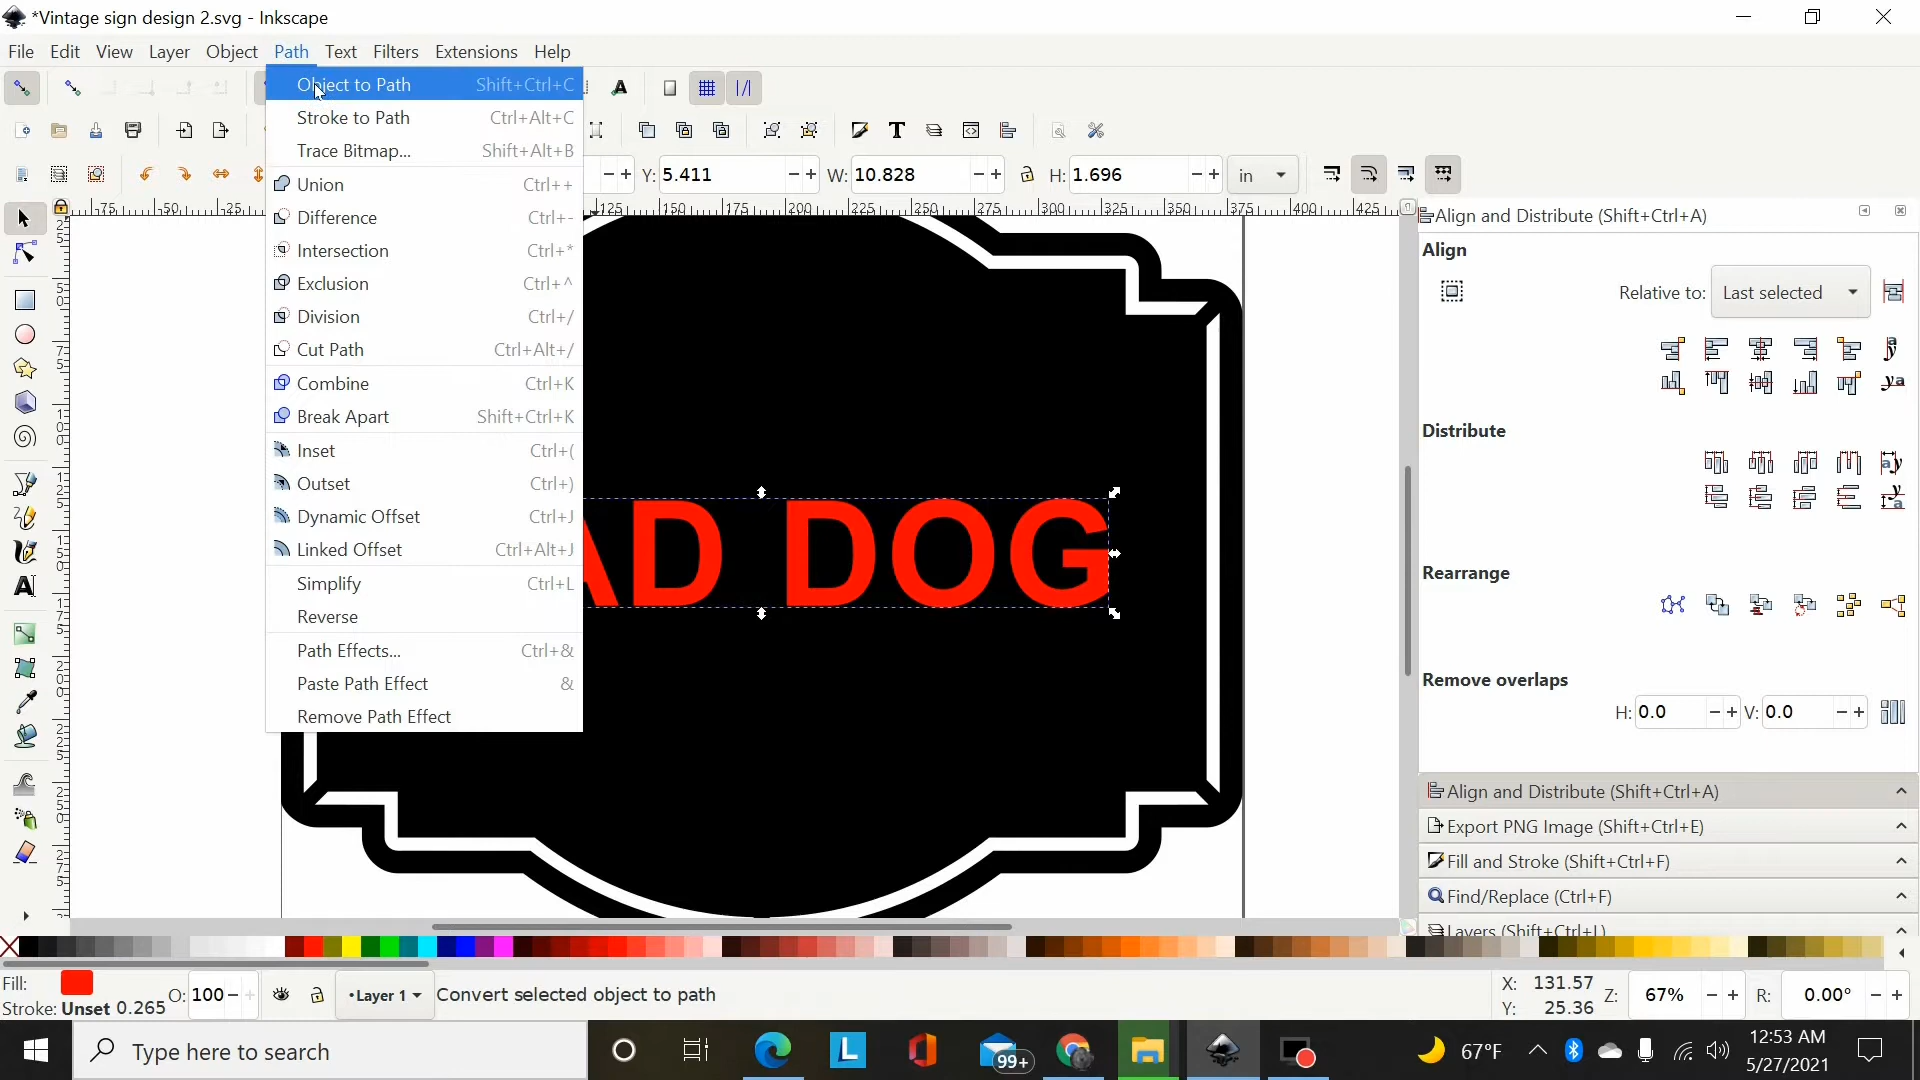 *Vintage sign design 2.svg - Inkscape
File Edit View Layer Object Path Text Filters Extensions Help
Object to Path Shift+Ctrl+C
Stroke to Path Ctrl+Alt+C
Trace Bitmap... Shift+Alt+B
Union Ctrl++
Difference Ctrl+-
Intersection Ctrl+*
Exclusion Ctrl+^
Division Ctrl+/
Cut Path Ctrl+Alt+/
Combine Ctrl+K
Break Apart Shift+Ctrl+K
Inset Ctrl+(
Outset Ctrl+)
Dynamic Offset Ctrl+J
Linked Offset Ctrl+Alt+J
Simplify Ctrl+L
Reverse
Path Effects... Ctrl+&
Paste Path Effect &
Remove Path Effect
Y: 5.411 W: 10.828 H: 1.696 in
AD DOG
Align and Distribute (Shift+Ctrl+A)
Align
Relative to: Last selected
Distribute
Rearrange
Remove overlaps
H: 0.0 V: 0.0
Align and Distribute (Shift+Ctrl+A)
Export PNG Image (Shift+Ctrl+E)
Fill and Stroke (Shift+Ctrl+F)
Find/Replace (Ctrl+F)
Layers (Shift+Ctrl+L)
Fill:
Stroke: Unset 0.265 O: 100 •Layer 1 Convert selected object to path
X: 131.57
Y: 25.36
Z: 67% R: 0.00°
Type here to search
99+
67°F
12:53 AM
5/27/2021